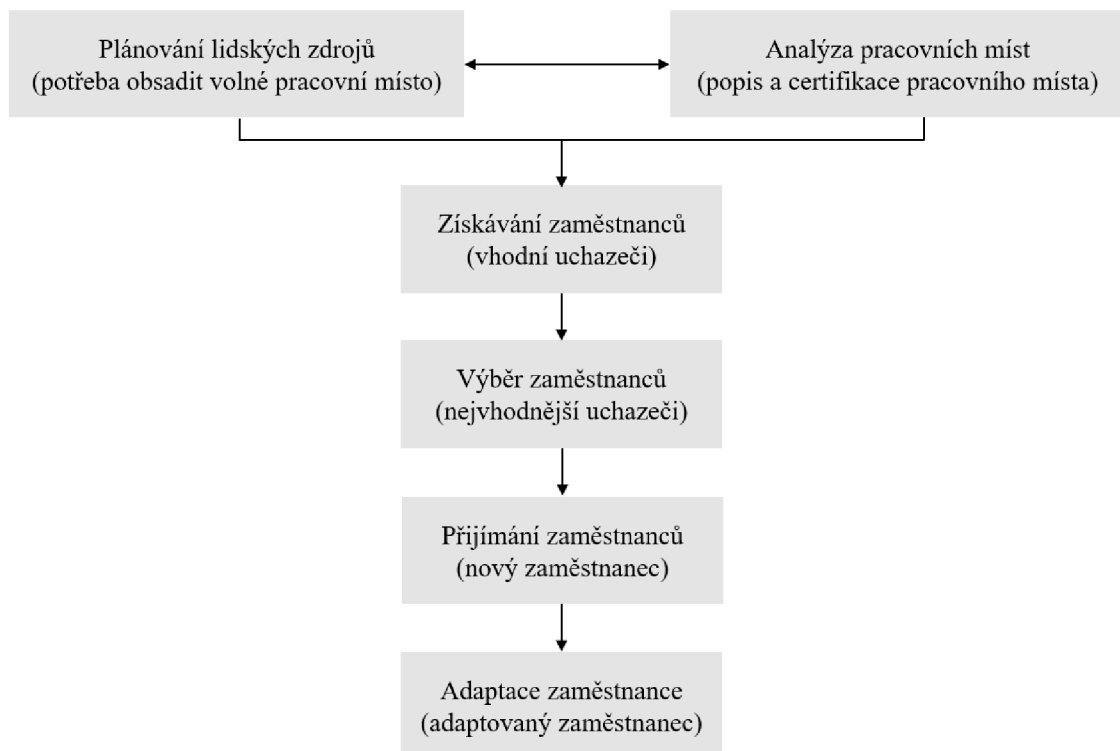 Plánování lidských zdrojů
(potřeba obsadit volné pracovní místo)
Analýza pracovních míst
(popis a certifikace pracovního místa)
Získávání zaměstnanců
(vhodní uchazeči)
Výběr zaměstnanců
(nejvhodnější uchazeči)
Přijímání zaměstnanců
(nový zaměstnanec)
Adaptace zaměstnance
(adaptovaný zaměstnanec)